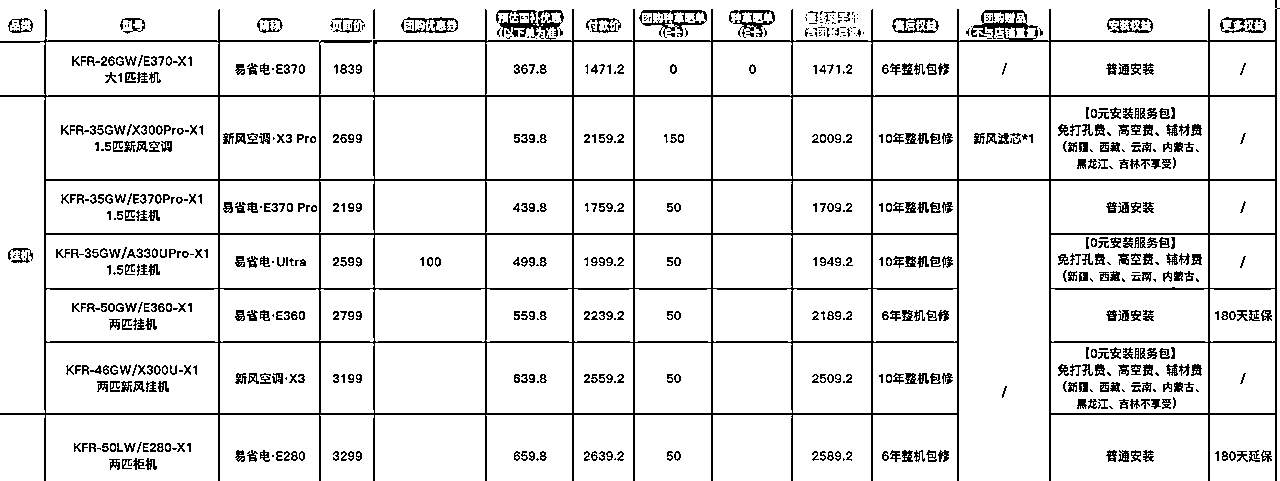 品类 型号 简称 页面价 团购优惠券 预估国补优惠 付款价 团购种草晒单 种草晒单 售后权益 团购赠品 安装权益 更多权益
(以下单为准) (E卡) (E卡) (不与店铺重复)
KFR-26GW/E370-X1
大1匹挂机
易省电·E370 1839 367.8 1471.2 0 0 1471.2 6年整机包修 / 普通安装 /
挂机
KFR-35GW/X300Pro-X1
1.5匹新风空调
新风空调·X3 Pro 2699 539.8 2159.2 150 2009.2 10年整机包修 新风滤芯*1
【0元安装服务包】
免打孔费、高空费、辅材费
(新疆、西藏、云南、内蒙古、
黑龙江、吉林不享受)
/
KFR-35GW/E370Pro-X1
1.5匹挂机
易省电·E370 Pro 2199 439.8 1759.2 50 1709.2 10年整机包修 普通安装 /
KFR-35GW/A330UPro-X1
1.5匹挂机
易省电·Ultra 2599 100 499.8 1999.2 50 1949.2 10年整机包修
【0元安装服务包】
免打孔费、高空费、辅材费
(新疆、西藏、云南、内蒙古、
/
KFR-50GW/E360-X1
两匹挂机
易省电·E360 2799 559.8 2239.2 50 2189.2 6年整机包修 普通安装 180天延保
KFR-46GW/X300U-X1
两匹新风挂机
新风空调·X3 3199 639.8 2559.2 50 2509.2 10年整机包修 /
【0元安装服务包】
免打孔费、高空费、辅材费
(新疆、西藏、云南、内蒙古、
黑龙江、吉林不享受)
/
KFR-50LW/E280-X1
两匹柜机
易省电·E280 3299 659.8 2639.2 50 2589.2 6年整机包修 普通安装 180天延保